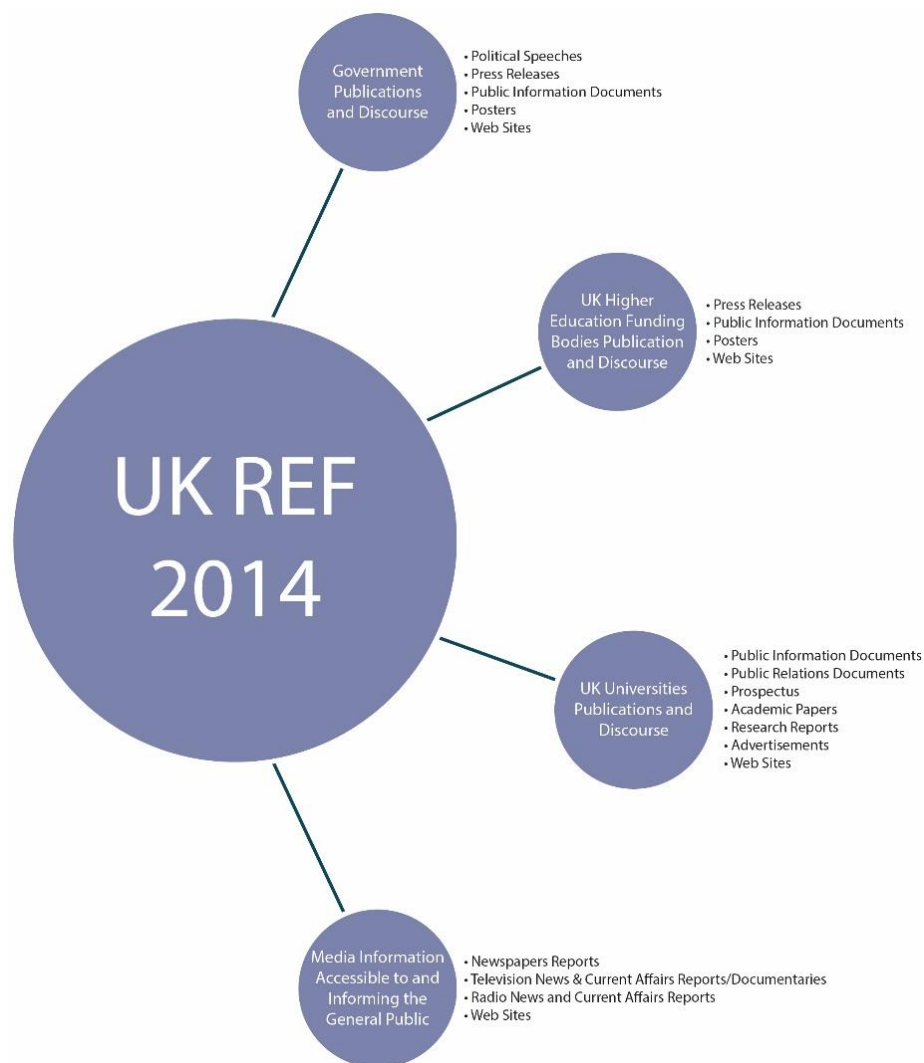 Government
Publications
and Discourse
• Political Speeches
• Press Releases
• Public Information Documents
• Posters
• Web Sites
UK Higher
Education Funding
Bodies Publication
and Discourse
• Press Releases
• Public Information Documents
• Posters
• Web Sites
UK REF
2014
UK Universities
Publications and
Discourse
• Public Information Documents
• Public Relations Documents
• Prospectus
• Academic Papers
• Research Reports
• Advertisements
• Web Sites
Media Information
Accessible to and
Informing the
General Public
• Newspapers Reports
• Television News & Current Affairs Reports/Documentaries
• Radio News and Current Affairs Reports
• Web Sites